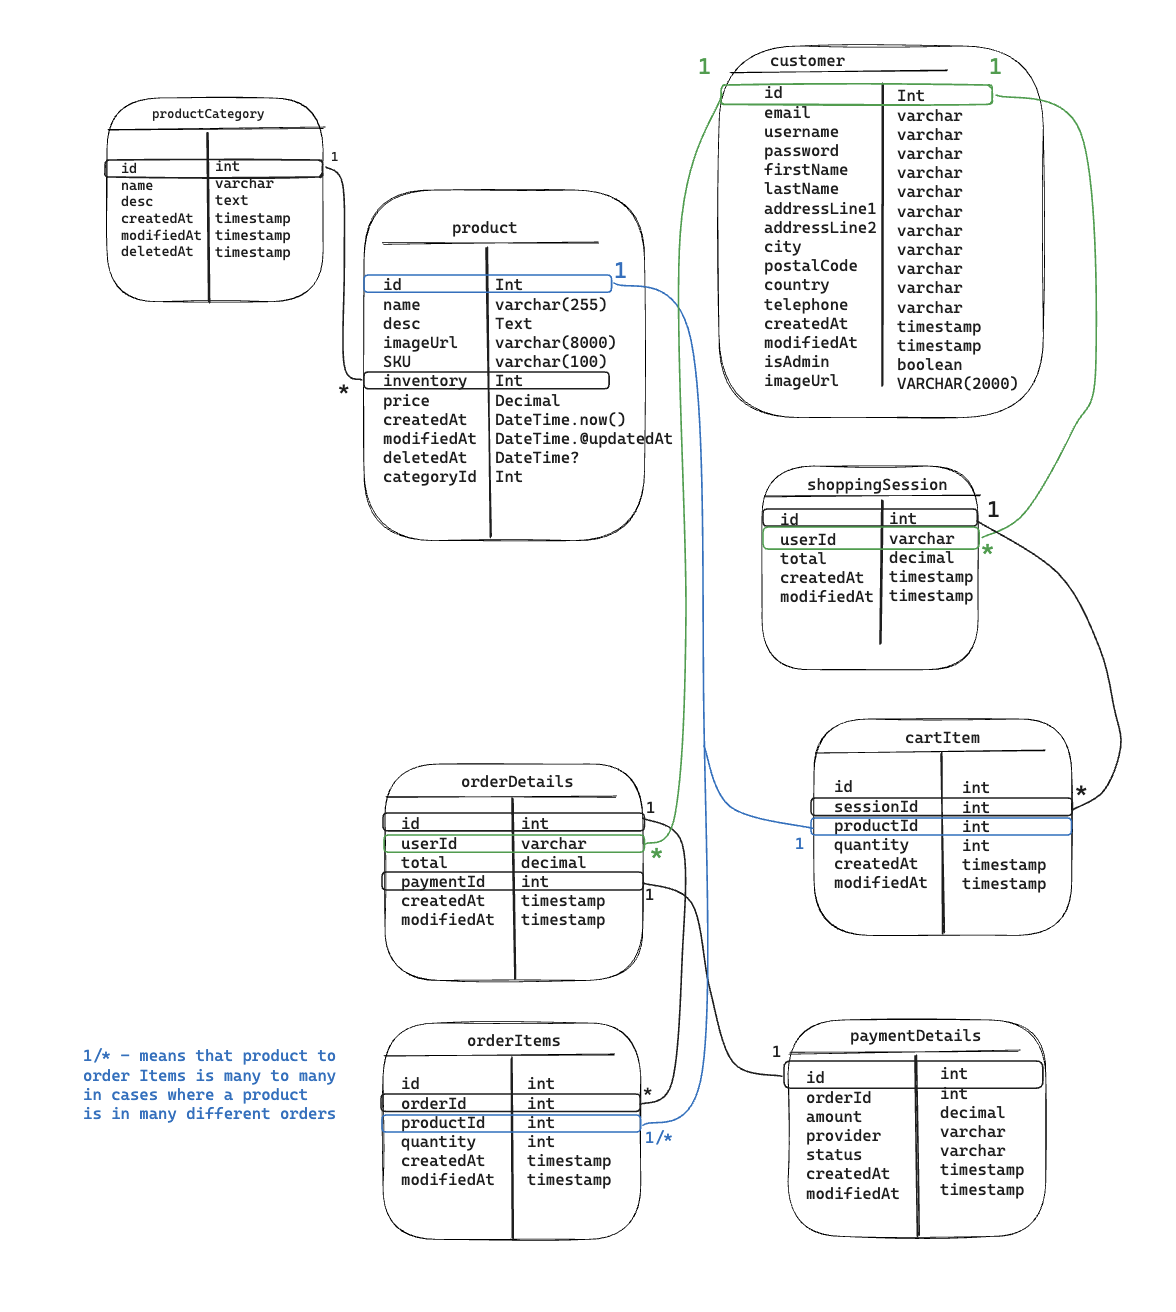 productCategory
1
id int
name varchar
desc text
createdAt timestamp
modifiedAt timestamp
deletedAt timestamp
product
1
id Int
name varchar(255)
desc Text
imageUrl varchar(8000)
SKU varchar(100)
inventory Int
*
price Decimal
createdAt DateTime.now()
modifiedAt DateTime.@updatedAt
deletedAt DateTime?
categoryId Int
1 customer 1
id Int
email varchar
username varchar
password varchar
firstName varchar
lastName varchar
addressLine1 varchar
addressLine2 varchar
city varchar
postalCode varchar
country varchar
telephone varchar
createdAt timestamp
modifiedAt timestamp
isAdmin boolean
imageUrl VARCHAR(2000)
shoppingSession
1
id int
userId varchar
*
total decimal
createdAt timestamp
modifiedAt timestamp
cartItem
id int
*
sessionId int
productId int
1
quantity int
createdAt timestamp
modifiedAt timestamp
orderDetails
1
id int
userId varchar
*
total decimal
paymentId int
1
createdAt timestamp
modifiedAt timestamp
orderItems
id int
*
orderId int
productId int
1/*
quantity int
createdAt timestamp
modifiedAt timestamp
1/* - means that product to
order Items is many to many
in cases where a product
is in many different orders
paymentDetails
1
id int
orderId int
amount decimal
provider varchar
status varchar
createdAt timestamp
modifiedAt timestamp